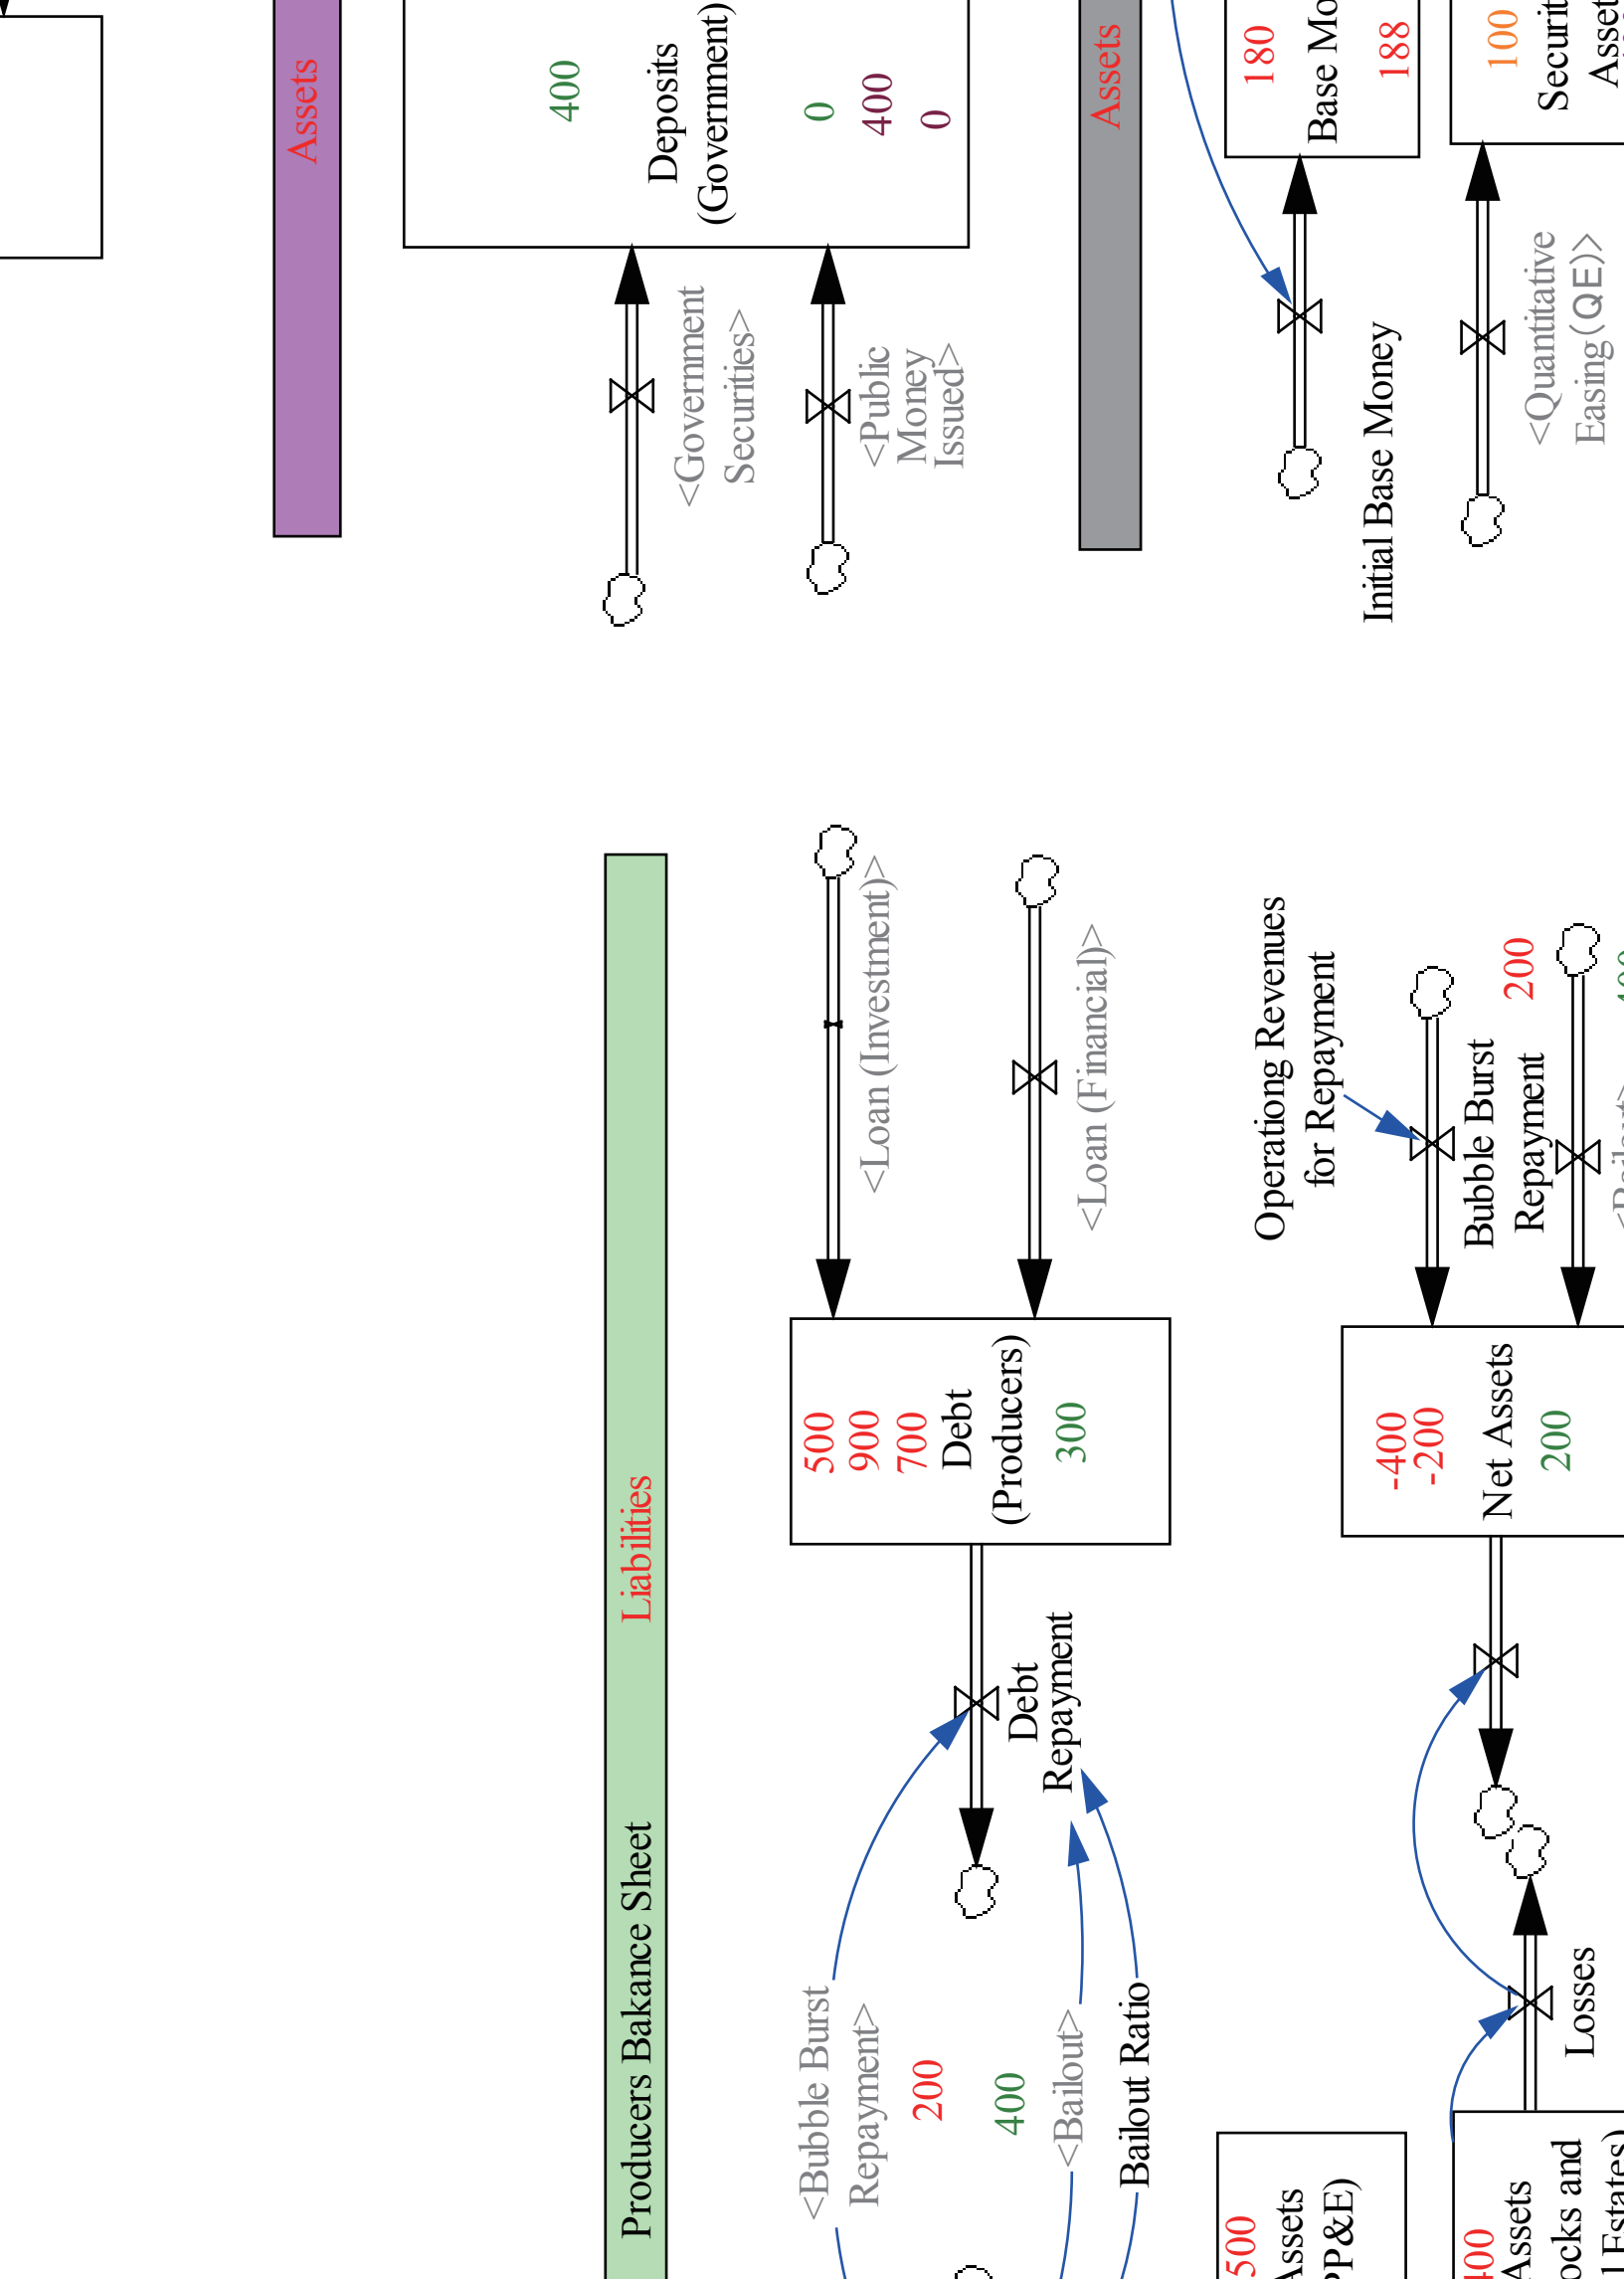 Assets
400
Deposits
(Government)
0
400
0
<Government
Securities>
<Public
Money
Issued>
Producers Bakance Sheet Liabilities
<Loan (Investment)>
<Loan (Financial)>
500
900
700
Debt
(Producers)
300
Debt
Repayment
<Bubble Burst
Repayment>
200
400
<Bailout>
Bailout Ratio
Assets
180
Base Mo
188
Initial Base Money
100
Securit
Asset
<Quantitative
Easing(QE)>
Operationg Revenues
for Repayment
Bubble Burst
Repayment
200
-400
-200
Net Assets
200
Losses
500
Assets
PP&E)
400
Assets
ocks and
l Estates)